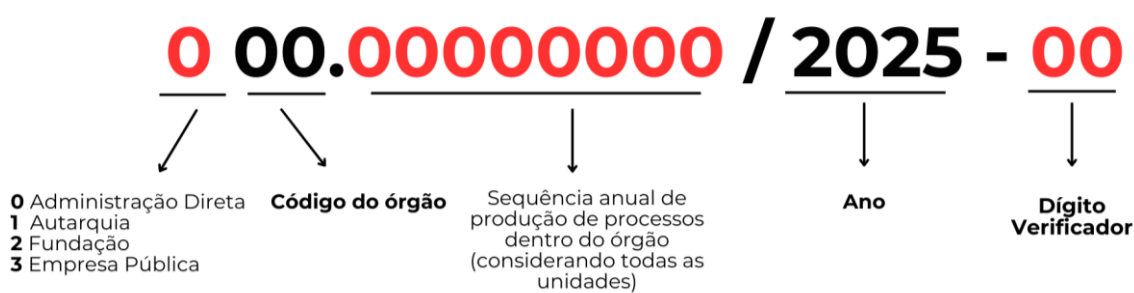 0 00.00000000 / 2025 - 00
0 Administração Direta
1 Autarquia
2 Fundação
3 Empresa Pública
Código do órgão
Sequência anual de
produção de processos
dentro do órgão
(considerando todas as
unidades)
Ano
Dígito
Verificador